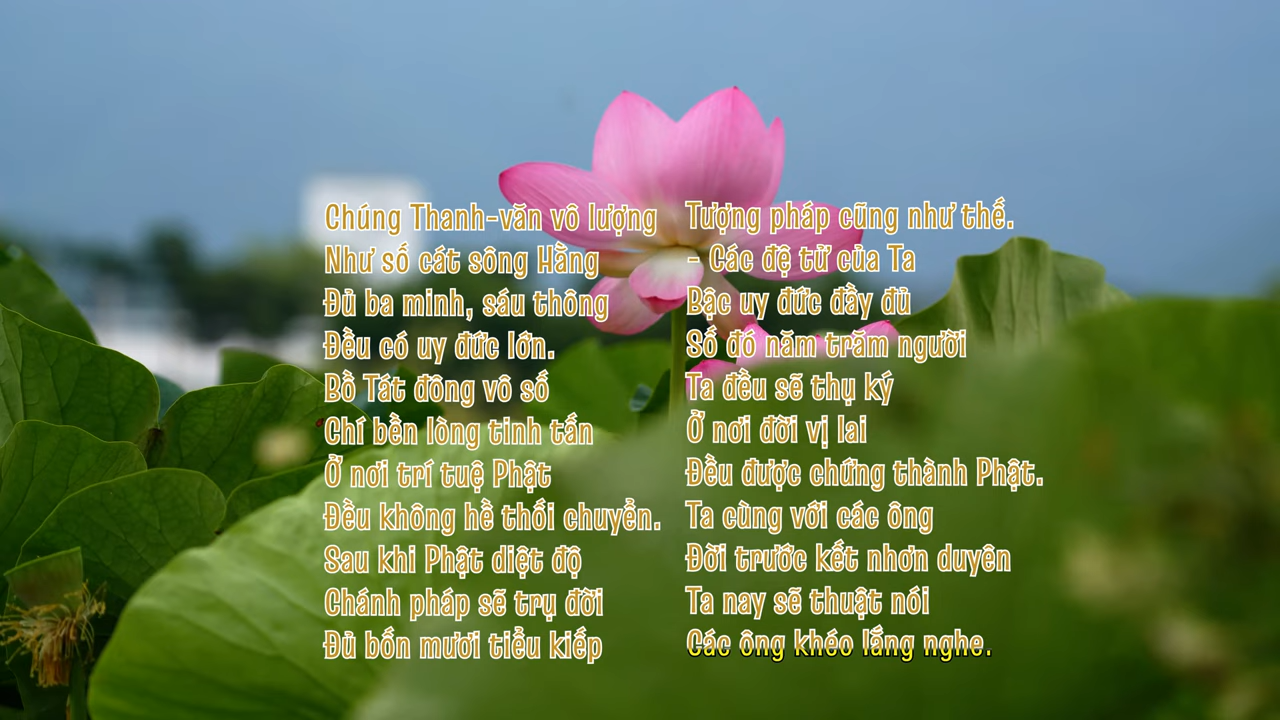 Chúng Thanh-văn vô lượng
Như số cát sông Hằng
Đủ ba minh, sáu thông
Đều có uy đức lớn.
Bồ Tát đông vô số
Chí bền lòng tinh tấn
Ở nơi trí tuệ Phật
Đều không hề thối chuyển.
Sau khi Phật diệt độ
Chánh pháp sẽ trụ đời
Đủ bốn mươi tiểu kiếp
Tượng pháp cũng như thế.
- Các đệ tử của Ta
Bậc uy đức đầy đủ
Số đó năm trăm người
Ta đều sẽ thụ ký
Ở nơi đời vị lai
Đều được chứng thành Phật.
Ta cùng với các ông
Đời trước kết nhơn duyên
Ta nay sẽ thuật nói
Các ông khéo lắng nghe.